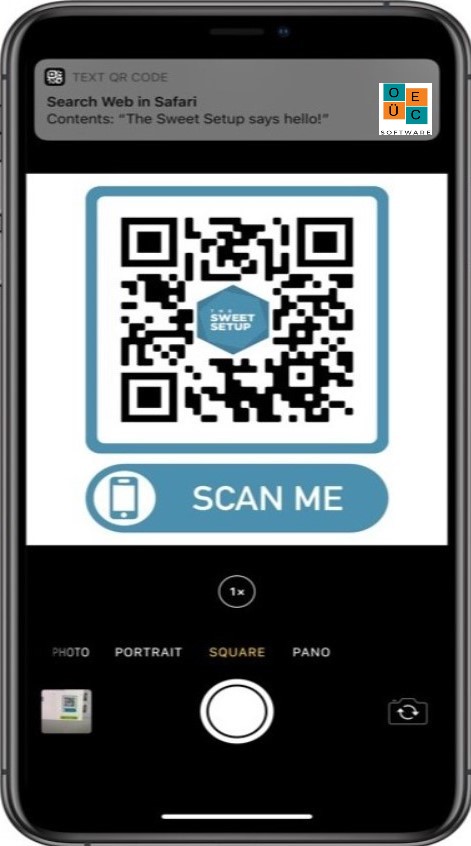 TEXT QR CODE
Search Web in Safari
Contents: “The Sweet Setup says hello!”
O E
Ü C
SOFTWARE
THE
SWEET
SETUP
SCAN ME
1×
PHOTO PORTRAIT SQUARE PANO